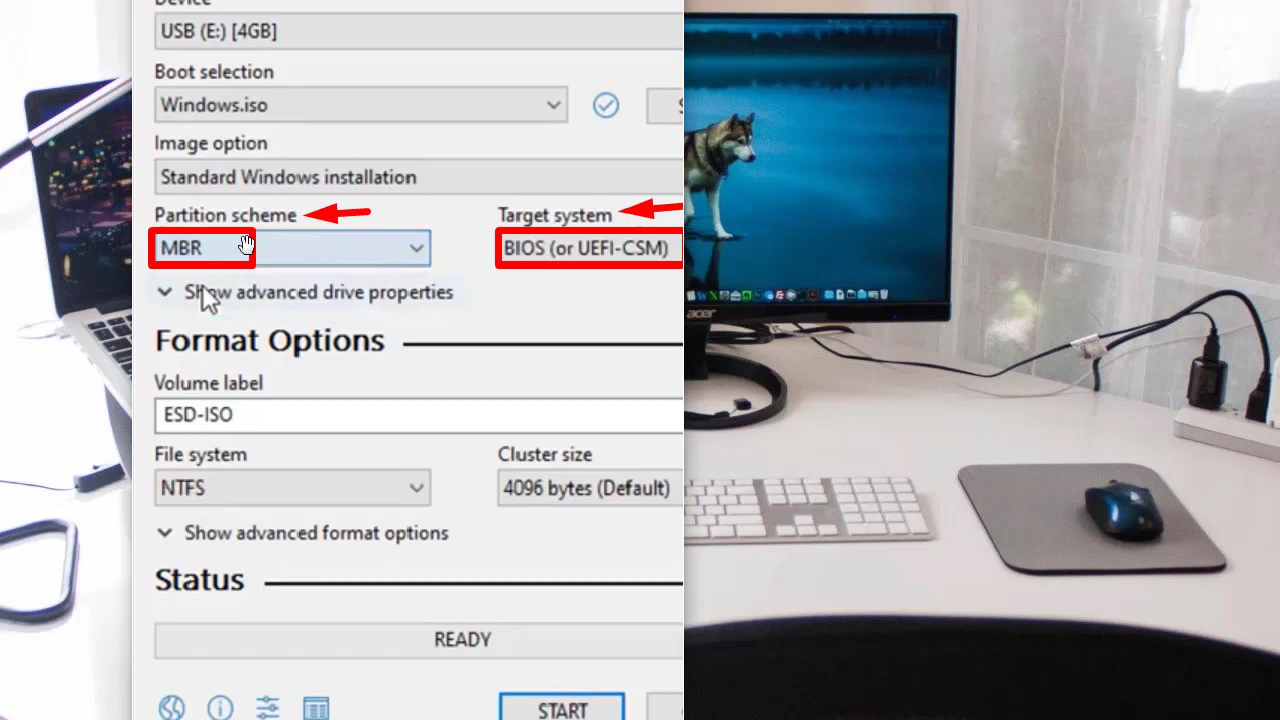 Device
USB (E:) [4GB]
Boot selection
Windows.iso
Image option
Standard Windows installation
Partition scheme
Target system
MBR
BIOS (or UEFI-CSM)
Show advanced drive properties
Format Options
Volume label
ESD-ISO
File system
Cluster size
NTFS
4096 bytes (Default)
Show advanced format options
Status
READY
START
acer